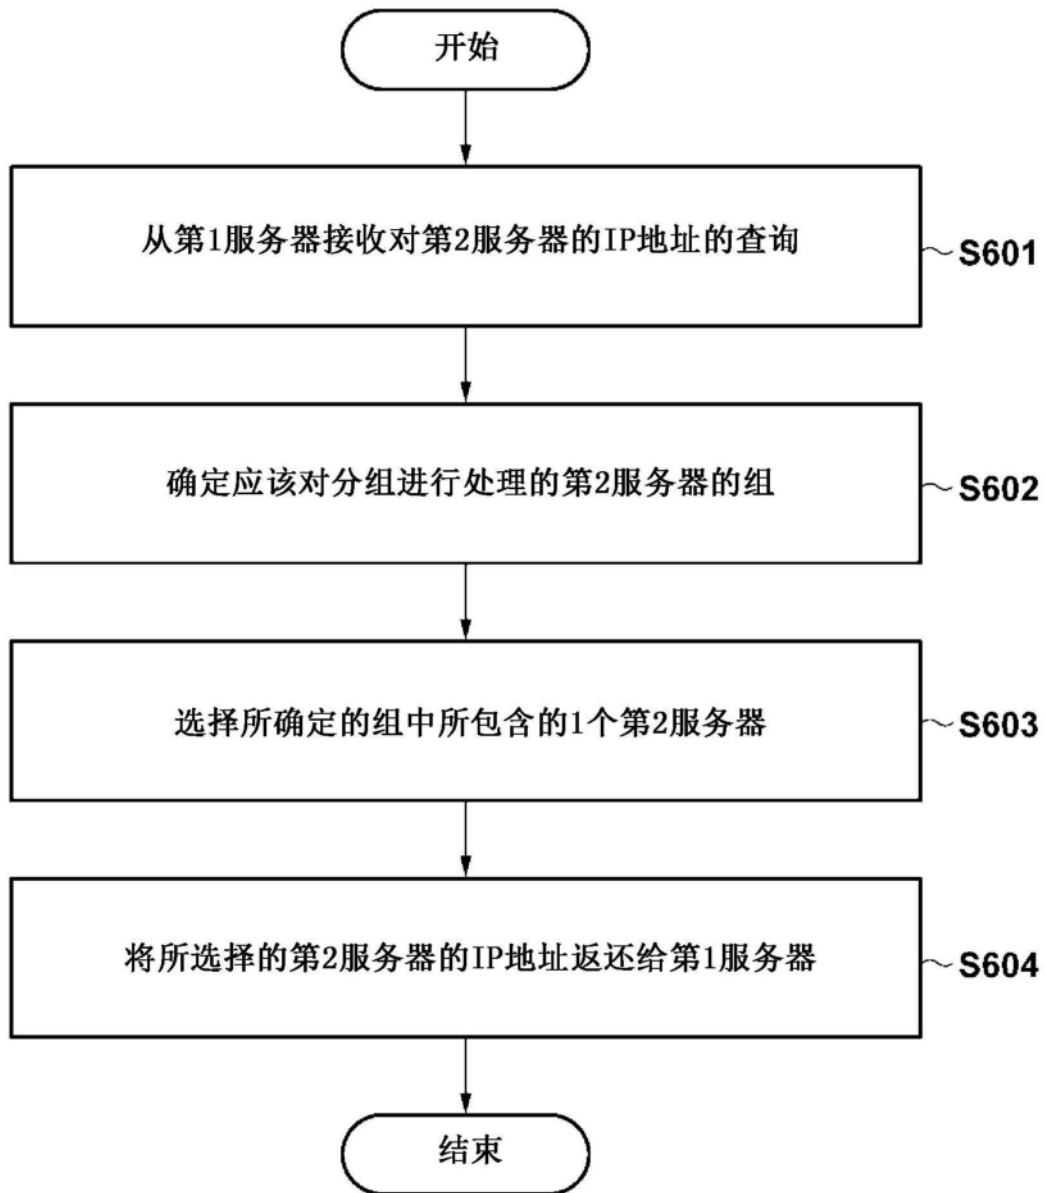 开始
从第1服务器接收对第2服务器的IP地址的查询
S601
确定应该对分组进行处理的第2服务器的组
S602
选择所确定的组中所包含的1个第2服务器
S603
将所选择的第2服务器的IP地址返还给第1服务器
S604
结束